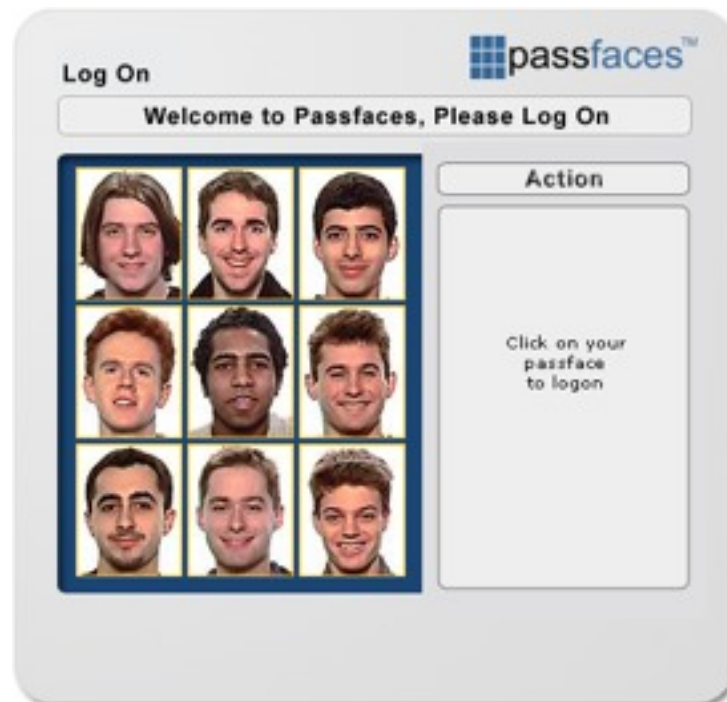 passfaces™
Log On
Welcome to Passfaces, Please Log On
Action
Click on your
passface
to logon